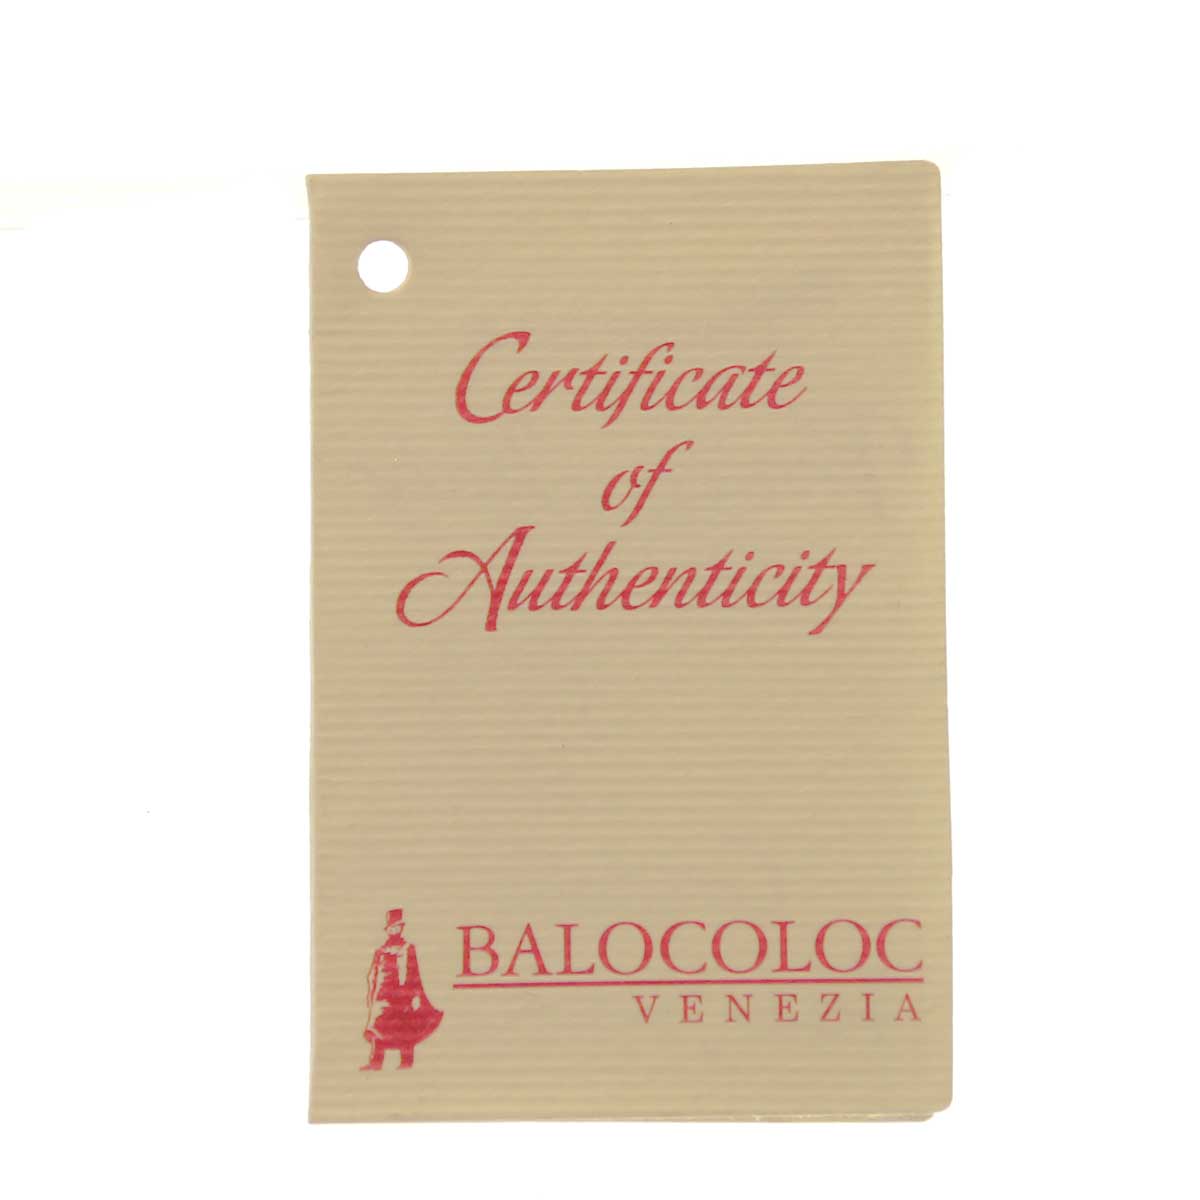 Certificate
of
Authenticity
BALOCOLOC
VENEZIA